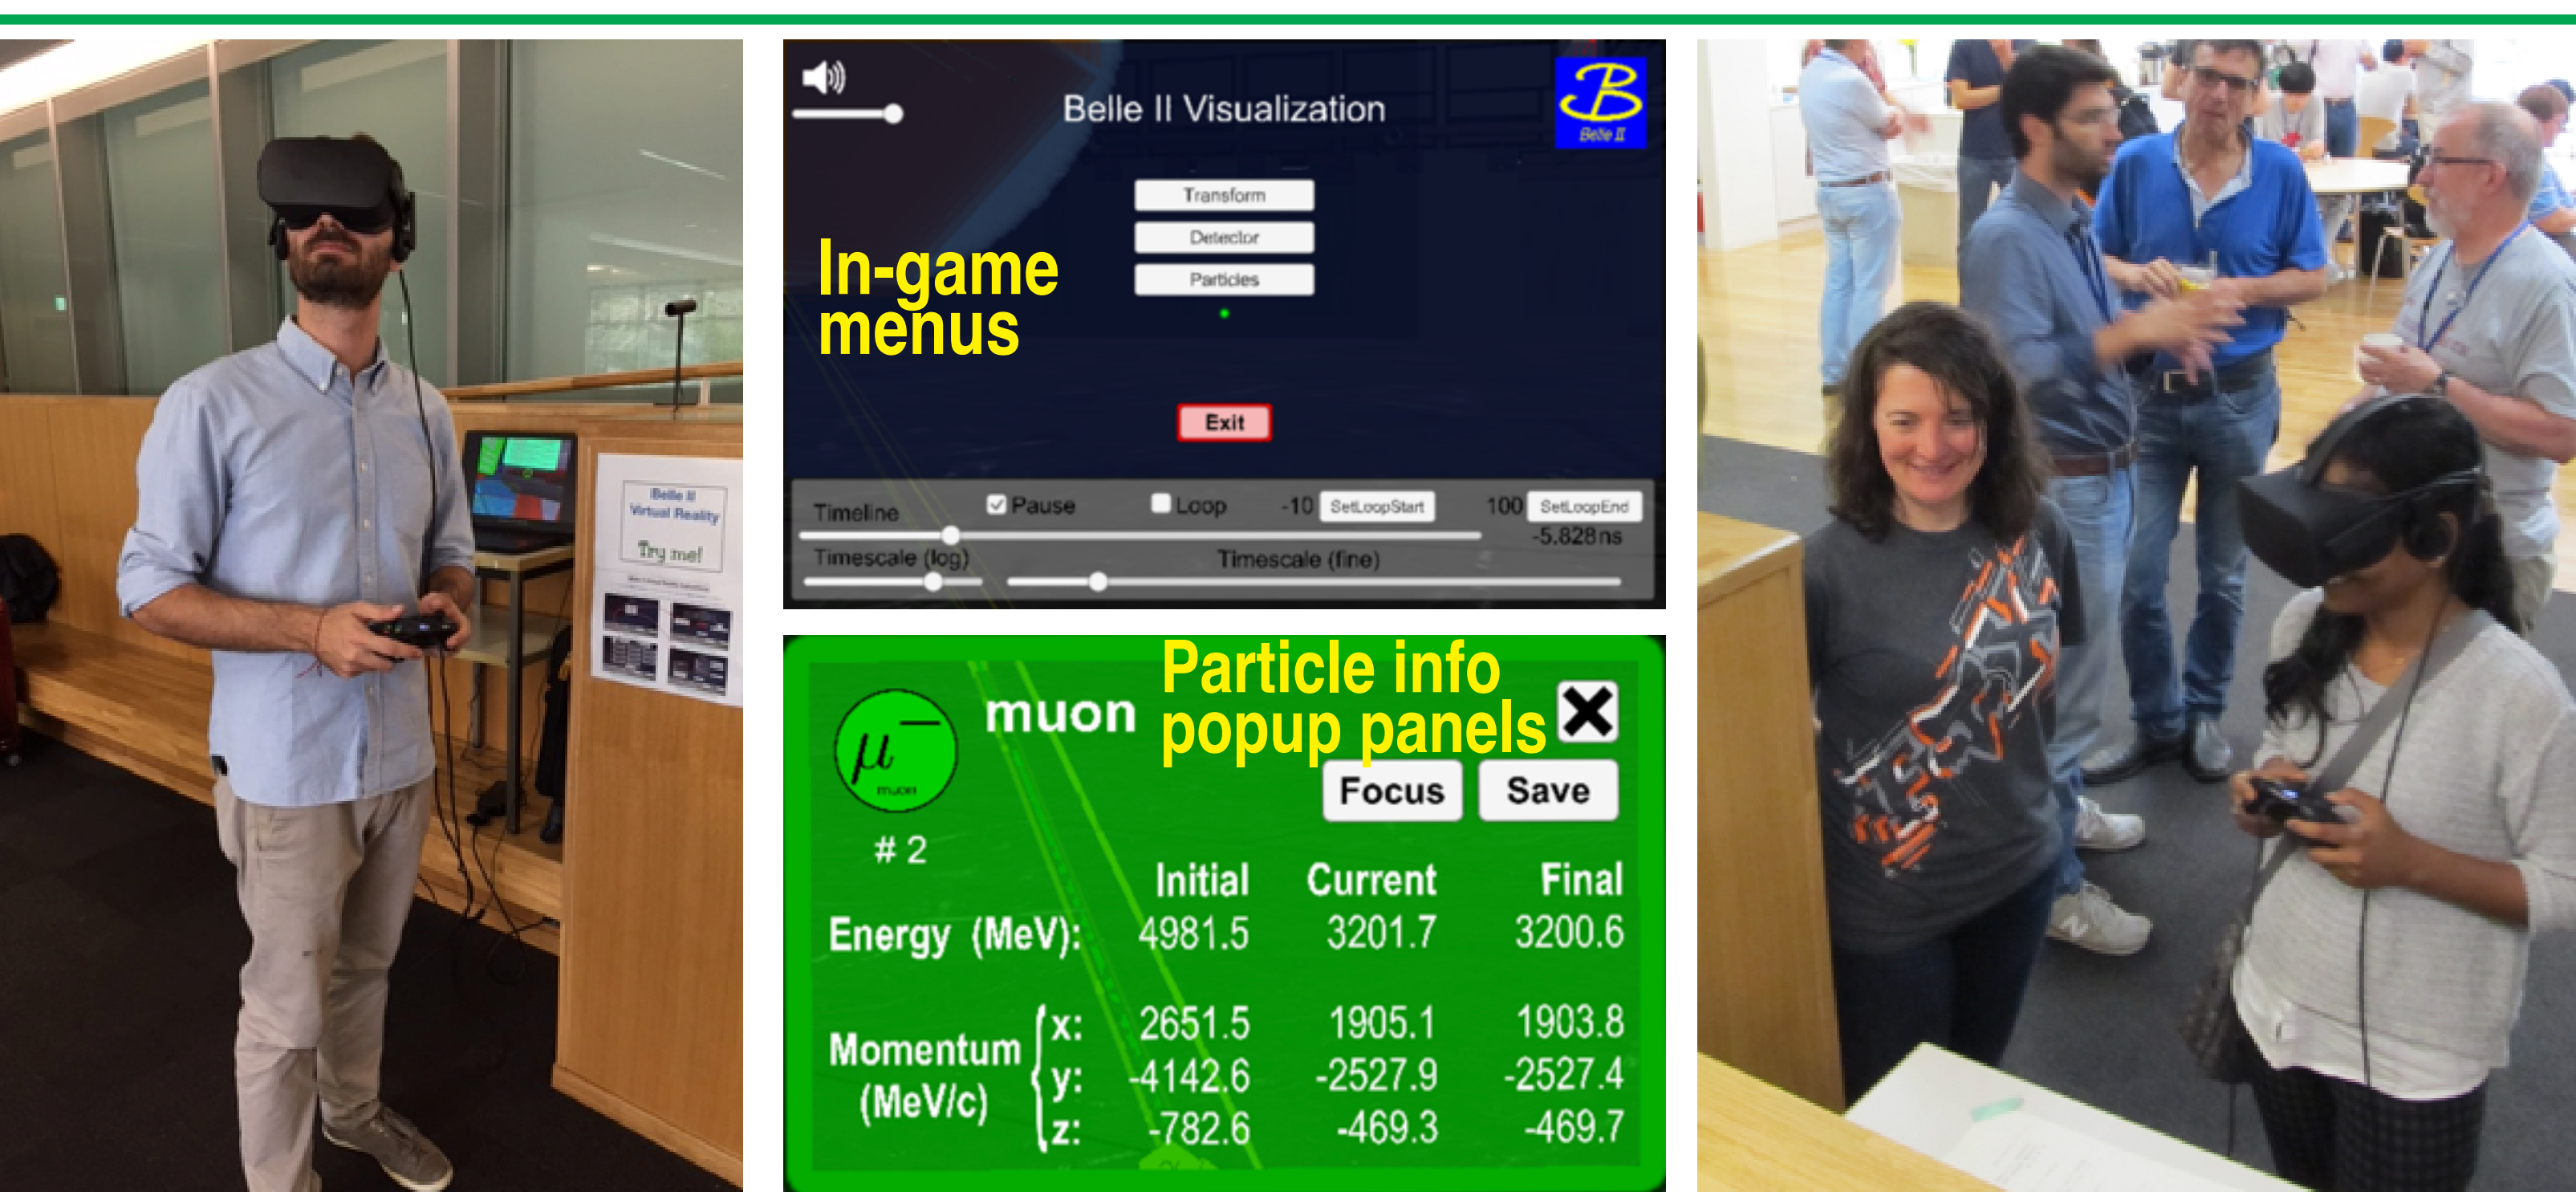 Belle II
Virtual Reality
Try me!
Belle II Visualization
Belle II
Transform
Detector
Particles
In-game
menus
Exit
Timeline Pause Loop -10 SetLoopStart 100 SetLoopEnd
-5.828ns
Timescale (log) Timescale (fine)
Particle info
popup panels
muon
μ−
muon
Focus Save
# 2
Initial Current Final
Energy (MeV): 4981.5 3201.7 3200.6
Momentum (MeV/c)
x: 2651.5 1905.1 1903.8
y: -4142.6 -2527.9 -2527.4
z: -782.6 -469.3 -469.7